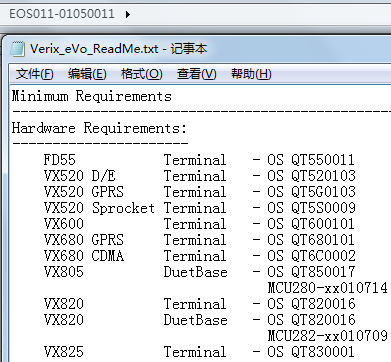 EOS011-01050011
Verix_eVo_ReadMe.txt - 记事本
文件(F) 编辑(E) 格式(O) 查看(V) 帮助(H)
Minimum Requirements
Hardware Requirements:
----------------------
FD55 Terminal - OS QT550011
VX520 D/E Terminal - OS QT520103
VX520 GPRS Terminal - OS QT5G0103
VX520 Sprocket Terminal - OS QT5S0009
VX600 Terminal - OS QT600101
VX680 GPRS Terminal - OS QT680101
VX680 CDMA Terminal - OS QT6C0002
VX805 DuetBase - OS QT850017
MCU280-xx010714
VX820 Terminal - OS QT820016
VX820 DuetBase - OS QT820016
MCU282-xx010709
VX825 Terminal - OS QT830001